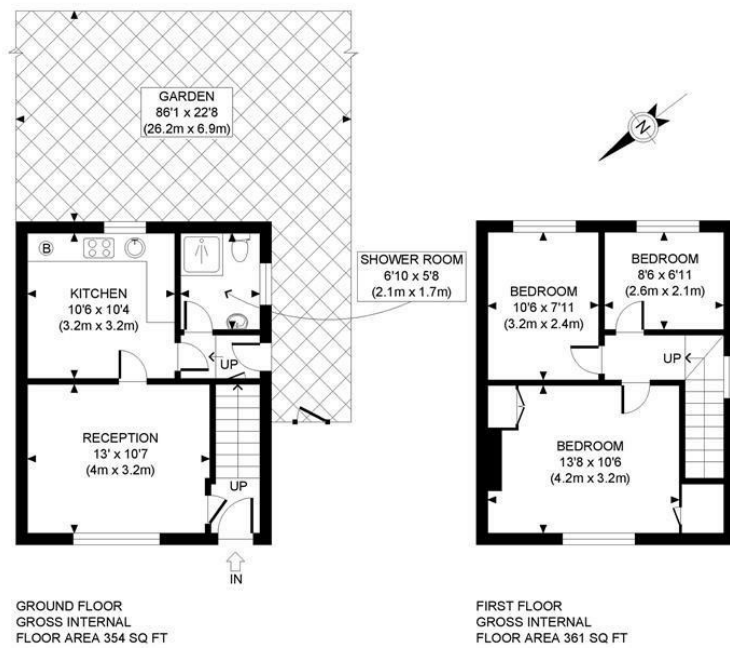 GARDEN
86'1 x 22'8
(26.2m x 6.9m)
N
SHOWER ROOM
6'10 x 5'8
(2.1m x 1.7m)
B
KITCHEN
10'6 x 10'4
(3.2m x 3.2m)
UP
RECEPTION
13' x 10'7
(4m x 3.2m)
UP
IN
BEDROOM
10'6 x 7'11
(3.2m x 2.4m)
BEDROOM
8'6 x 6'11
(2.6m x 2.1m)
UP
BEDROOM
13'8 x 10'6
(4.2m x 3.2m)
GROUND FLOOR
GROSS INTERNAL
FLOOR AREA 354 SQ FT
FIRST FLOOR
GROSS INTERNAL
FLOOR AREA 361 SQ FT